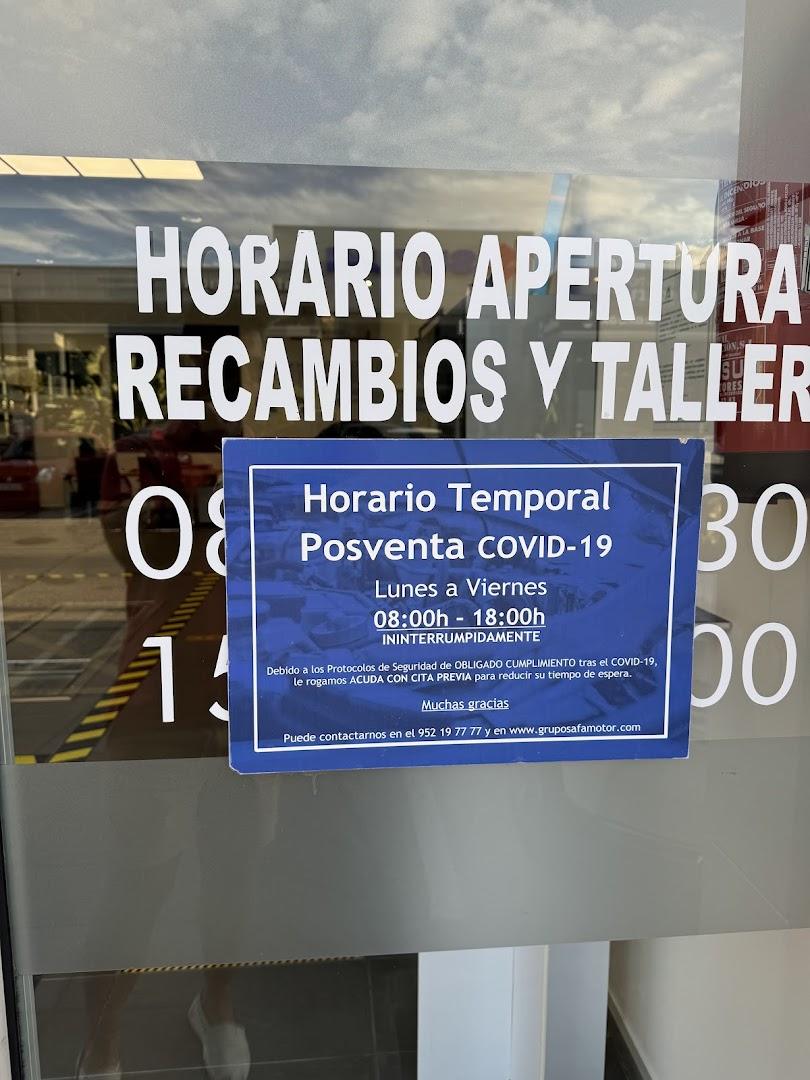 HORARIO APERTURA
RECAMBIOS Y TALLER
08
30
15
00
Horario Temporal
Posventa COVID-19
Lunes a Viernes
08:00h - 18:00h
ININTERRUMPIDAMENTE
Debido a los Protocolos de Seguridad de OBLIGADO CUMPLIMIENTO tras el COVID-19,
le rogamos ACUDA CON CITA PREVIA para reducir su tiempo de espera.
Muchas gracias
Puede contactarnos en el 952 19 77 77 y en www.gruposafamotor.com